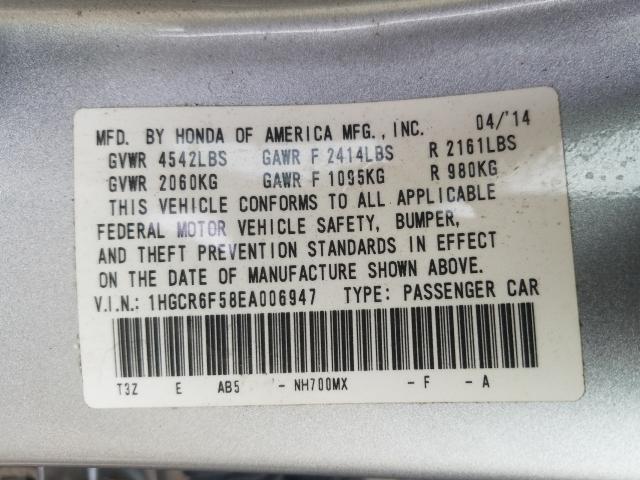 MFD. BY HONDA OF AMERICA MFG., INC. 04/'14
GVWR 4542LBS GAWR F 2414LBS R 2161LBS
GVWR 2060KG GAWR F 1095KG R 980KG
THIS VEHICLE CONFORMS TO ALL APPLICABLE
FEDERAL MOTOR VEHICLE SAFETY, BUMPER,
AND THEFT PREVENTION STANDARDS IN EFFECT
ON THE DATE OF MANUFACTURE SHOWN ABOVE.
V.I.N.: 1HGCR6F58EA006947 TYPE: PASSENGER CAR
T3Z E AB5 - NH700MX - F - A